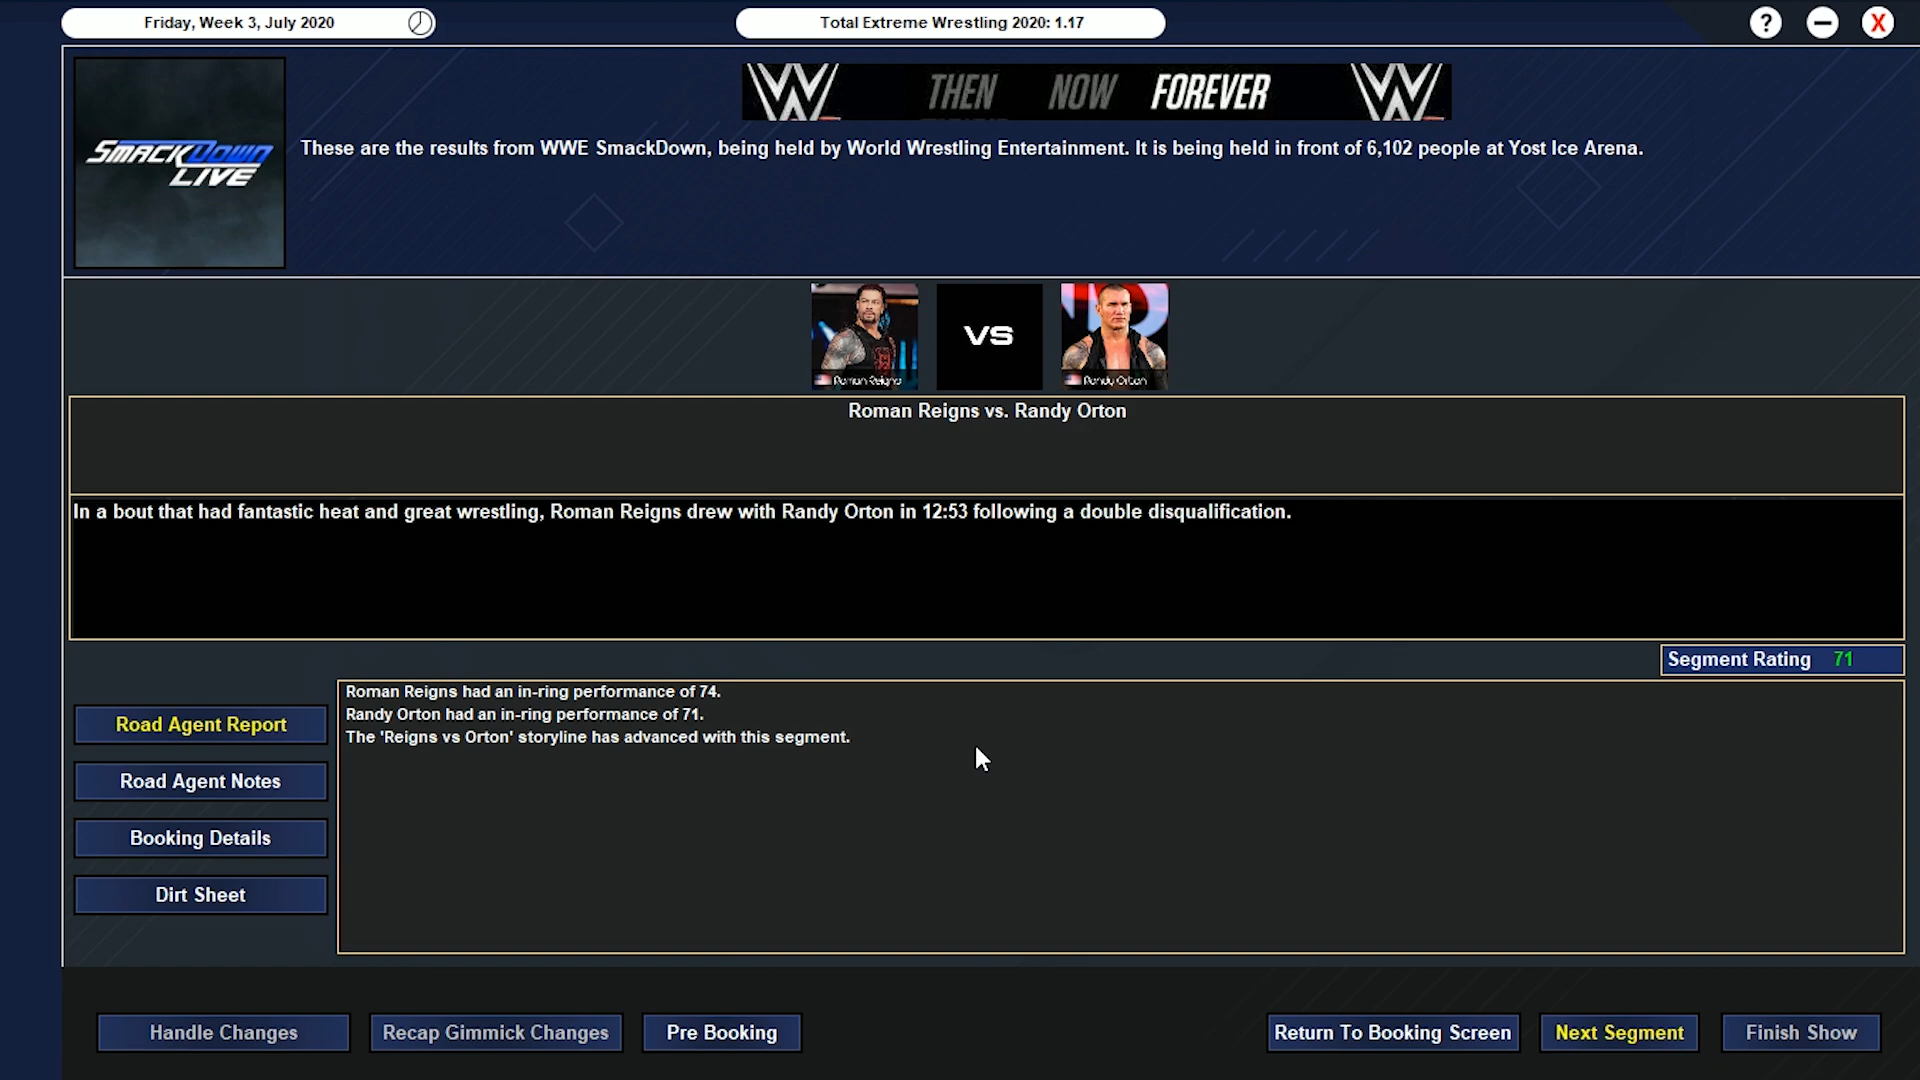 Friday, Week 3, July 2020
Total Extreme Wrestling 2020: 1.17
?
X
THEN NOW FOREVER
SMACKDOWN
LIVE
These are the results from WWE SmackDown, being held by World Wrestling Entertainment. It is being held in front of 6,102 people at Yost Ice Arena.
VS
Roman Reigns
Randy Orton
Roman Reigns vs. Randy Orton
In a bout that had fantastic heat and great wrestling, Roman Reigns drew with Randy Orton in 12:53 following a double disqualification.
Segment Rating 71
Roman Reigns had an in-ring performance of 74.
Randy Orton had an in-ring performance of 71.
The 'Reigns vs Orton' storyline has advanced with this segment.
Road Agent Report
Road Agent Notes
Booking Details
Dirt Sheet
Handle Changes
Recap Gimmick Changes
Pre Booking
Return To Booking Screen
Next Segment
Finish Show